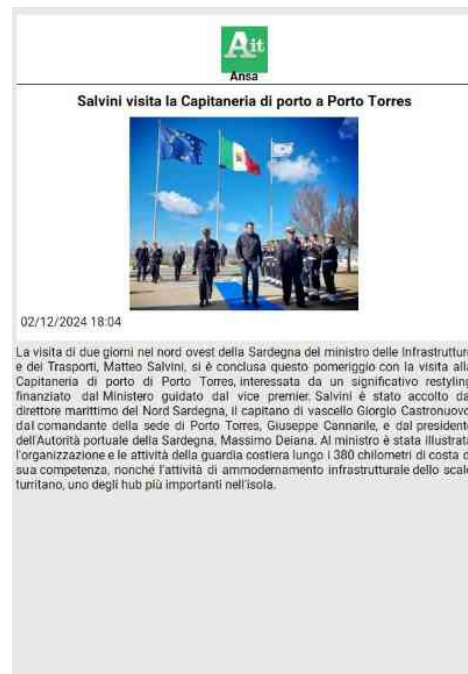 Ait
Ansa
Salvini visita la Capitaneria di porto a Porto Torres
02/12/2024 18:04
La visita di due giorni nel nord ovest della Sardegna del ministro delle Infrastruttur
e dei Trasporti, Matteo Salvini, si è conclusa questo pomeriggio con la visita all
Capitaneria di porto di Porto Torres, interessata da un significativo restyling
finanziato dal Ministero guidato dal vice premier. Salvini è stato accolto da
direttore marittimo del Nord Sardegna, il capitano di vascello Giorgio Castronuovo
dal comandante della sede di Porto Torres, Giuseppe Cannarile, e dal president
dell'Autorità portuale della Sardegna, Massimo Deiana. Al ministro è stata illustrat
l'organizzazione e le attività della guardia costiera lungo i 380 chilometri di costa d
sua competenza, nonché l'attività di ammodernamento infrastrutturale dello scal
turritano, uno degli hub più importanti nell'isola.